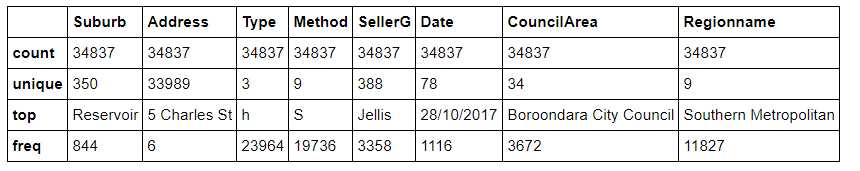 Suburb Address Type Method SellerG Date CouncilArea Regionname
count 34837 34837 34837 34837 34837 34837 34837 34837
unique 350 33989 3 9 388 78 34 9
top Reservoir 5 Charles St h S Jellis 28/10/2017 Boroondara City Council Southern Metropolitan
freq 844 6 23964 19736 3358 1116 3672 11827